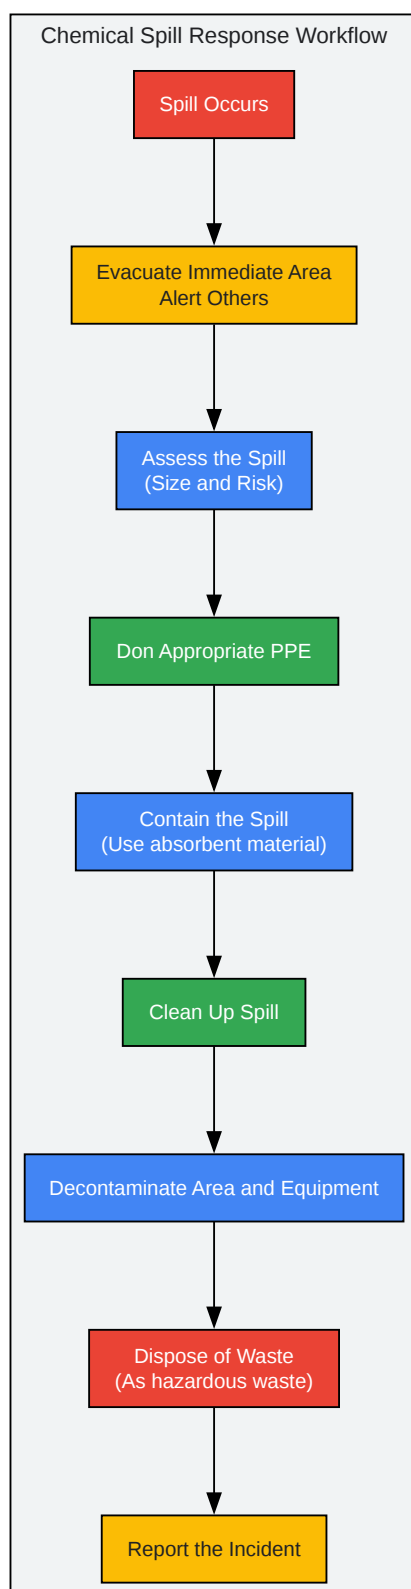 Chemical Spill Response Workflow
Spill Occurs
Evacuate Immediate Area
Alert Others
Assess the Spill
(Size and Risk)
Don Appropriate PPE
Contain the Spill
(Use absorbent material)
Clean Up Spill
Decontaminate Area and Equipment
Dispose of Waste
(As hazardous waste)
Report the Incident